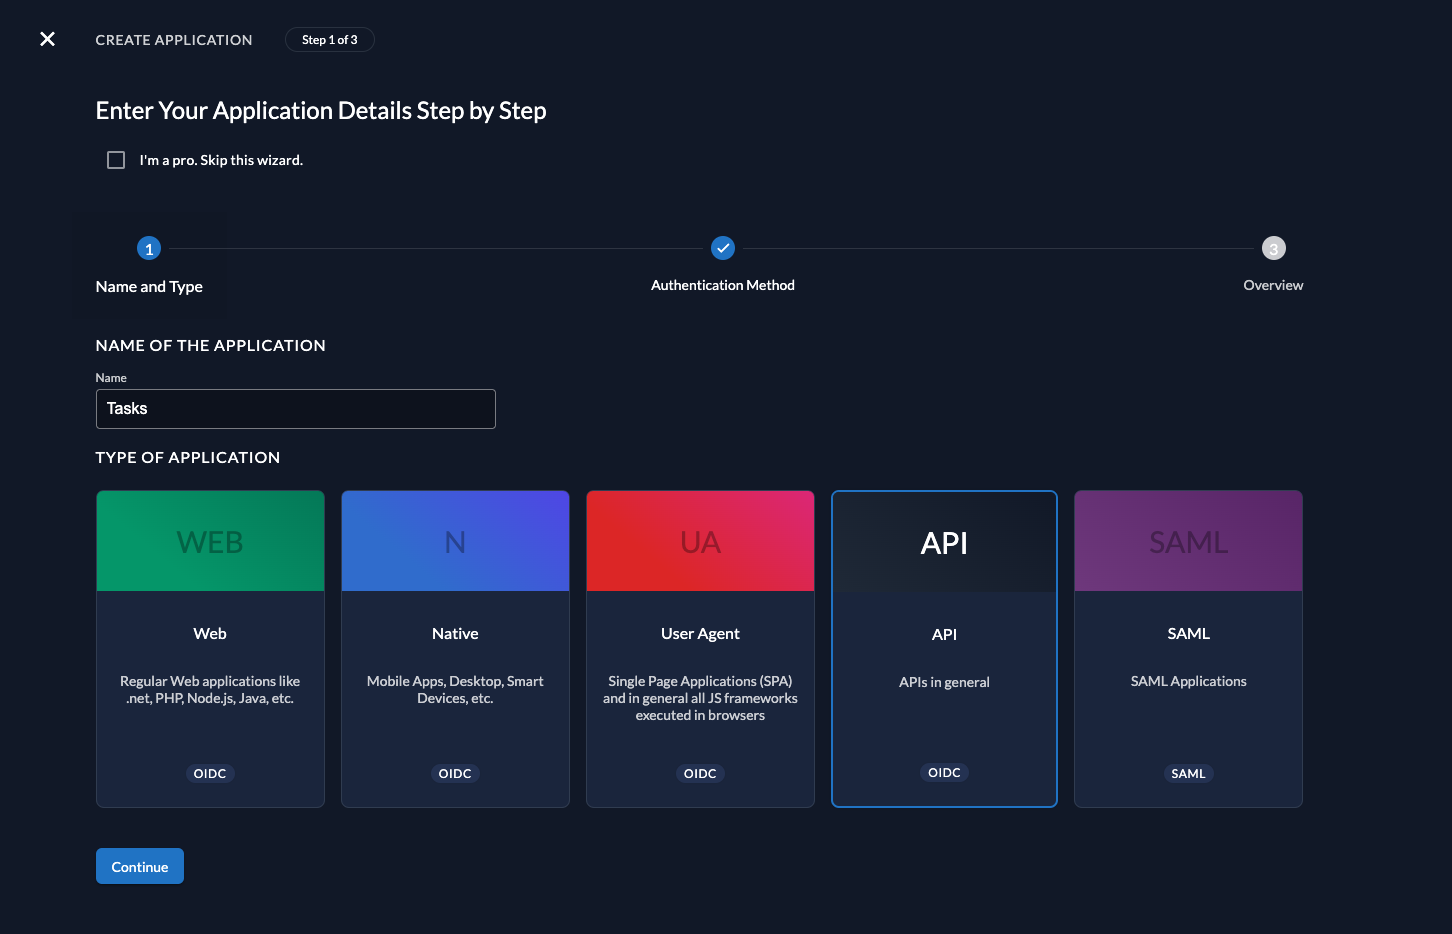 CREATE APPLICATION
Step 1 of 3
Enter Your Application Details Step by Step
I'm a pro. Skip this wizard.
1
3
Name and Type
Authentication Method
Overview
NAME OF THE APPLICATION
Name
Tasks
TYPE OF APPLICATION
WEB
Web
Regular Web applications like
.net, PHP, Node.js, Java, etc.
OIDC
N
Native
Mobile Apps, Desktop, Smart
Devices, etc.
OIDC
UA
User Agent
Single Page Applications (SPA)
and in general all JS frameworks
executed in browsers
OIDC
API
API
APIs in general
OIDC
SAML
SAML
SAML Applications
SAML
Continue